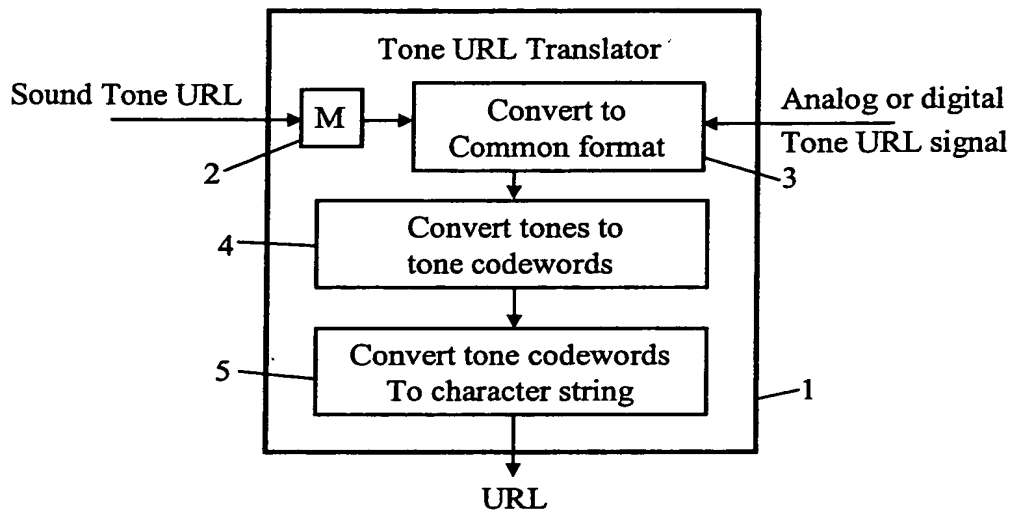 Tone URL Translator
Sound Tone URL
M
Convert to
Common format
Analog or digital
Tone URL signal
2
3
4
Convert tones to
tone codewords
5
Convert tone codewords
To character string
1
URL